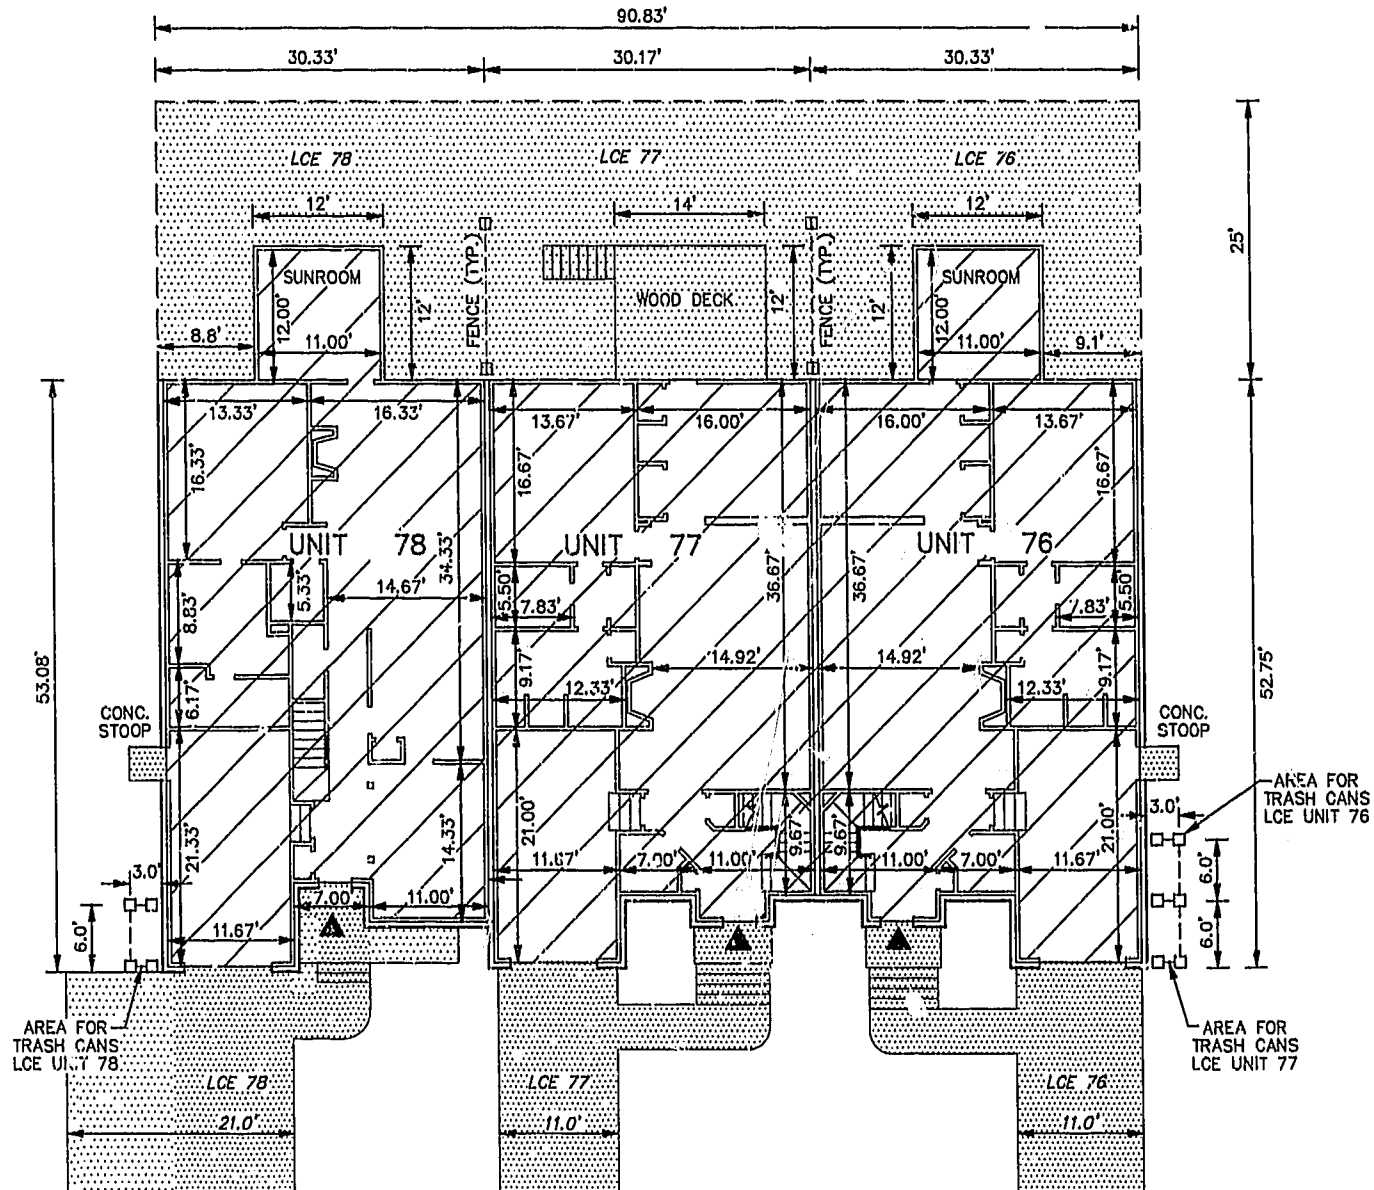 90.83'
30.33'
30.17'
30.33'
LCE 78
LCE 77
LCE 76
12'
14'
12'
25'
SUNROOM
12.00'
11.00'
8.8'
12'
FENCE (TYP.)
WOOD DECK
12'
FENCE (TYP.)
12'
SUNROOM
12.00'
11.00'
9.1'
13.33'
16.33'
13.67'
16.00'
16.00'
13.67'
16.33'
16.67'
16.67'
UNIT 78
UNIT 77
UNIT 76
34.33'
36.67'
36.67'
8.83'
5.33'
14.67'
5.50'
7.83'
7.83'
5.50'
53.08'
52.75'
6.17'
9.17'
14.92'
14.92'
9.17'
12.33'
12.33'
CONC.
STOOP
CONC.
STOOP
AREA FOR
TRASH CANS
LCE UNIT 76
3.0'
21.33'
14.33'
21.00'
9.67'
9.67'
21.00'
3.0'
11.67'
7.00'
11.00'
11.00'
7.00'
11.67'
6.0'
6.0'
6.0'
7.00'
11.00'
11.67'
AREA FOR
TRASH CANS
LCE UNIT 78
AREA FOR
TRASH CANS
LCE UNIT 77
LCE 78
LCE 77
LCE 76
21.0'
11.0'
11.0'